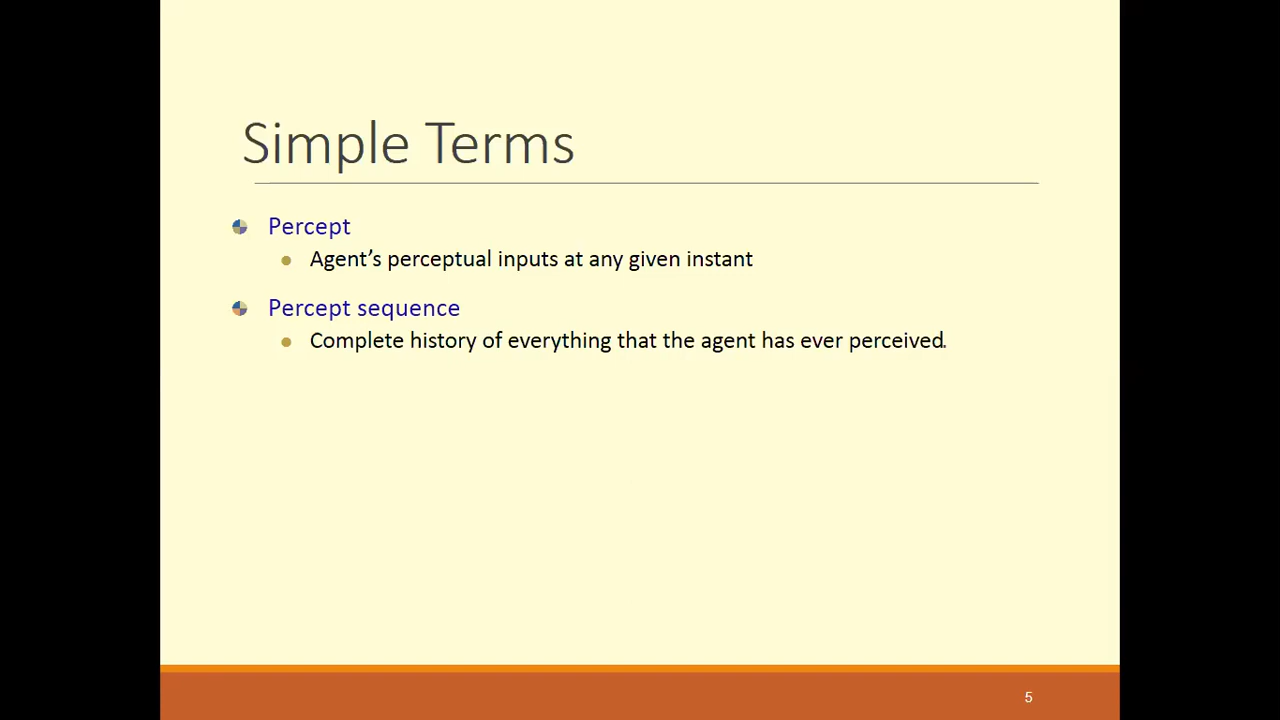 Simple Terms
Percept
Agent’s perceptual inputs at any given instant
Percept sequence
Complete history of everything that the agent has ever perceived.
5